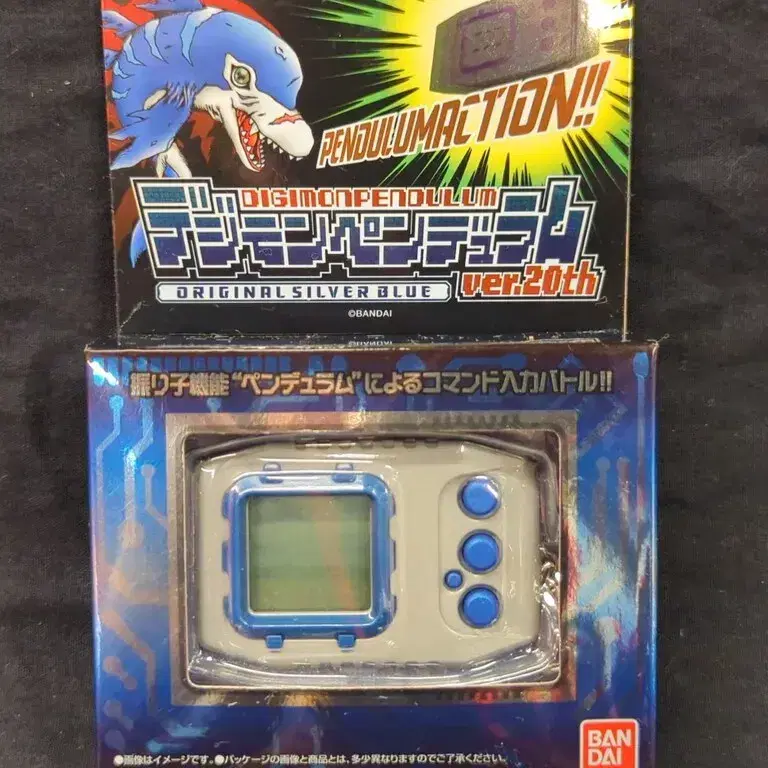 PENDULUMACTION!!
DIGIMONPENDULUM
デジモンペンデュラム
ORIGINAL SILVER BLUE
ver.20th
©BANDAI
振り子機能“ペンデュラム”によるコマンド入力バトル!!
●画像はイメージです。●パッケージの画像と商品とは、多少異なりますのでご了承ください。
BAN
DAI